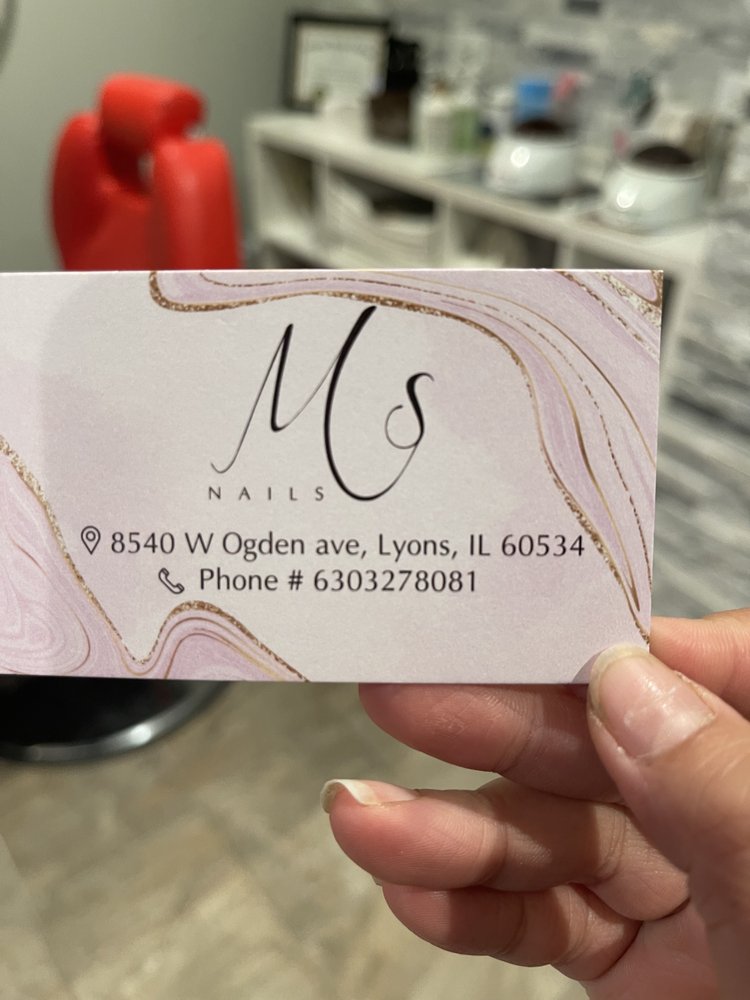 Ms
NAILS
8540 W Ogden ave, Lyons, IL 60534
Phone # 6303278081